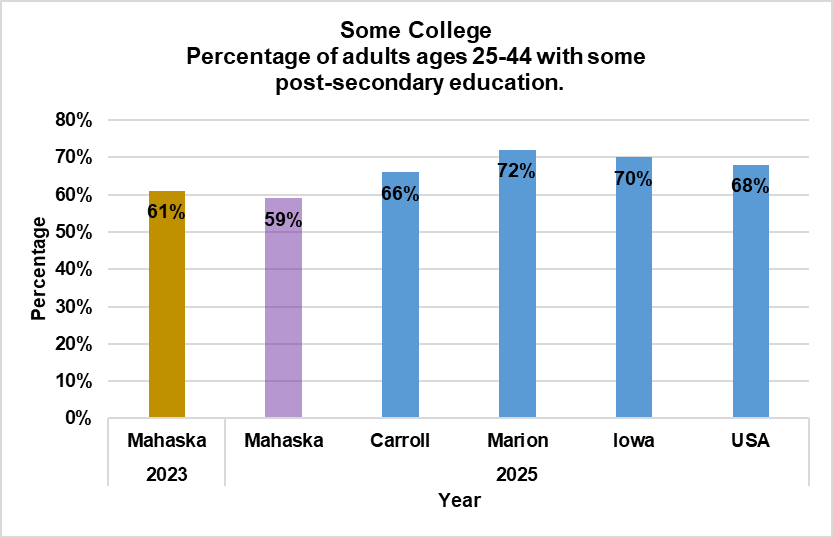 Some College
Percentage of adults ages 25-44 with some
post-secondary education.
80%
70%
60%
50%
40%
30%
20%
10%
0%
Percentage
61%
59%
66%
72%
70%
68%
Mahaska Mahaska Carroll Marion Iowa USA
2023 2025
Year